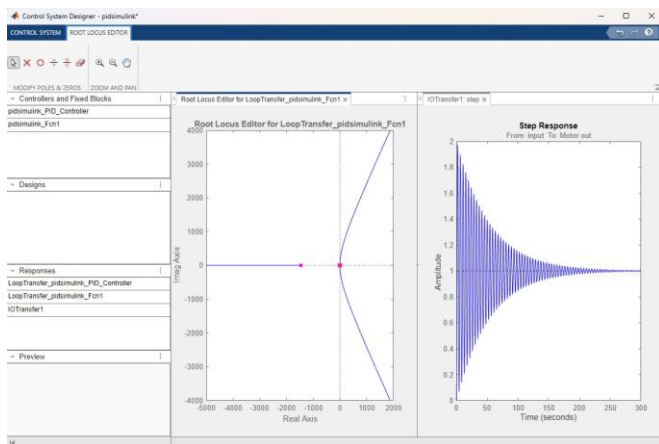 Control System Designer - pidsimulink*
CONTROL SYSTEM
ROOT LOCUS EDITOR
MODIFY POLES & ZEROS
ZOOM AND PAN
Controllers and Fixed Blocks
pidsimulink_PID_Controller
pidsimulink_Fcn1
Designs
Responses
LoopTransfer_pidsimulink_PID_Controller
LoopTransfer_pidsimulink_Fcn1
IOTransfer1
Preview
Root Locus Editor for LoopTransfer_pidsimulink_Fcn1
Root Locus Editor for LoopTransfer_pidsimulink_Fcn1
4000
3000
2000
1000
0
-1000
-2000
-3000
-4000
Imag Axis
-5000 -4000 -3000 -2000 -1000 0 1000 2000
Real Axis
IOTransfer1: step
Step Response
From: input To: Motor out
2
1.8
1.6
1.4
1.2
1
0.8
0.6
0.4
0.2
0
Amplitude
0 50 100 150 200 250 300
Time (seconds)